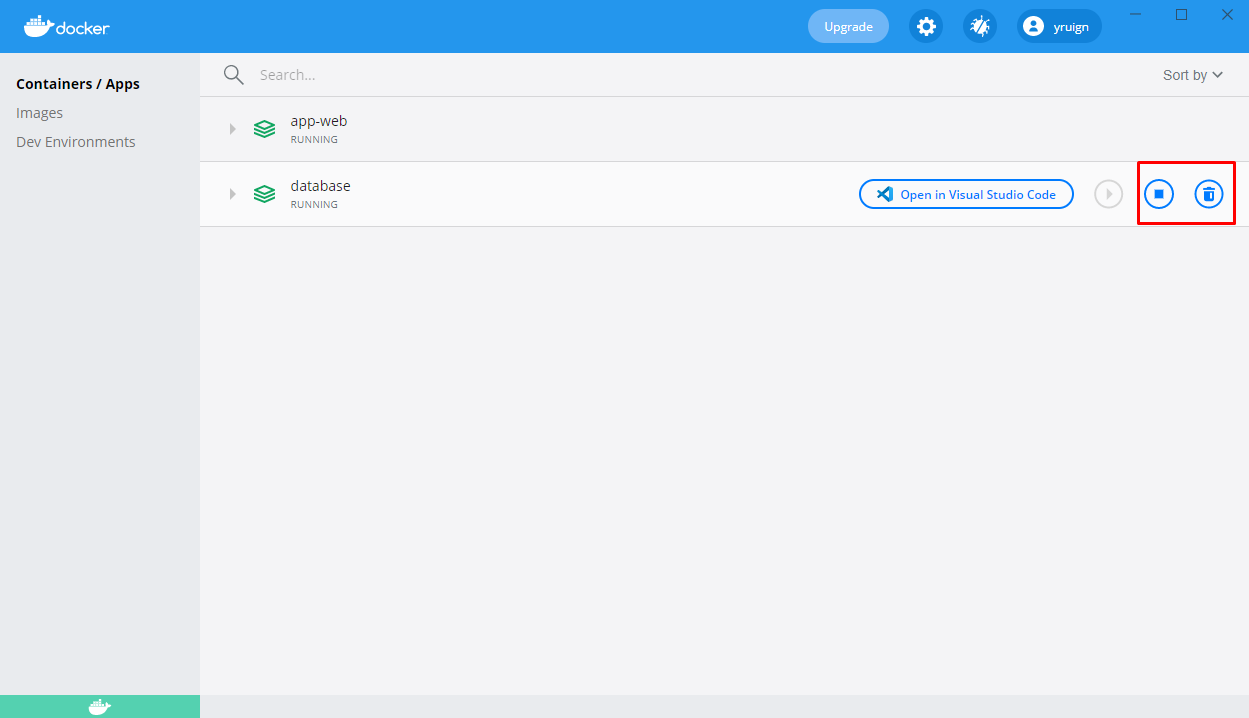 docker
Upgrade
yruign
Containers / Apps
Images
Dev Environments
Search...
Sort by
app-web
RUNNING
database
RUNNING
Open in Visual Studio Code